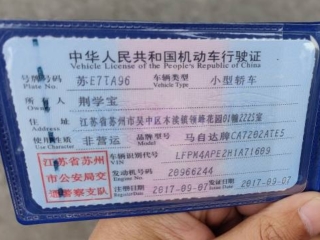 中华人民共和国机动车行驶证
Vehicle License of the People's Republic of China
号牌号码 苏E7TA96 车辆类型 小型轿车
Plate No. Vehicle Type
所有人 荆学宝
Owner
住址 江苏省苏州市吴中区木渎镇领峰花园01幢2225室
Address
使用性质 非营运 品牌型号 马自达牌CA7202ATE5
Use Character Model
江苏省苏州市公安局交通警察支队
车辆识别代号 LFPM4APE2H1A71609
VIN
发动机号码 20966244
Engine No.
注册日期 2017-09-07 发证日期 2017-09-07
Register Date Issue Date